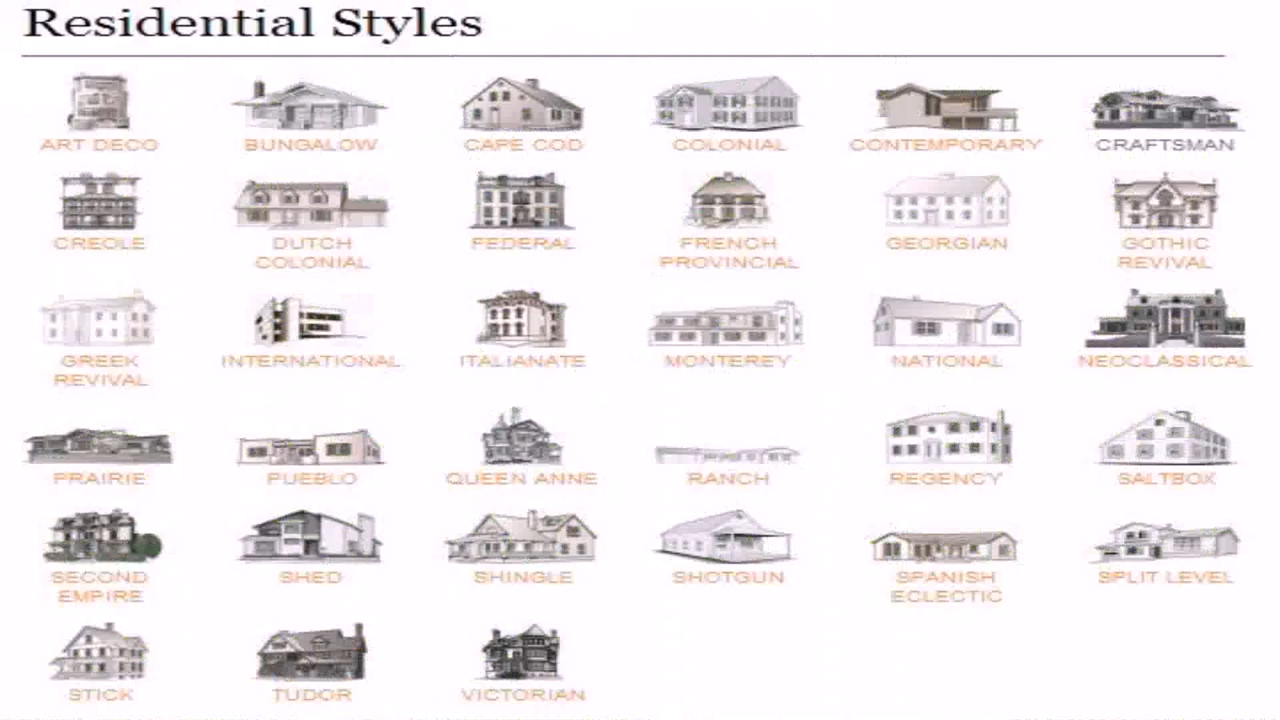 Residential Styles
ART DECO
BUNGALOW
CAPE COD
COLONIAL
CONTEMPORARY
CRAFTSMAN
CREOLE
DUTCH
COLONIAL
FEDERAL
FRENCH
PROVINCIAL
GEORGIAN
GOTHIC
REVIVAL
GREEK
REVIVAL
INTERNATIONAL
ITALIANATE
MONTEREY
NATIONAL
NEOCLASSICAL
PRAIRIE
PUEBLO
QUEEN ANNE
RANCH
REGENCY
SALTBOX
SECOND
EMPIRE
SHED
SHINGLE
SHOTGUN
SPANISH
ECLECTIC
SPLIT LEVEL
STICK
TUDOR
VICTORIAN